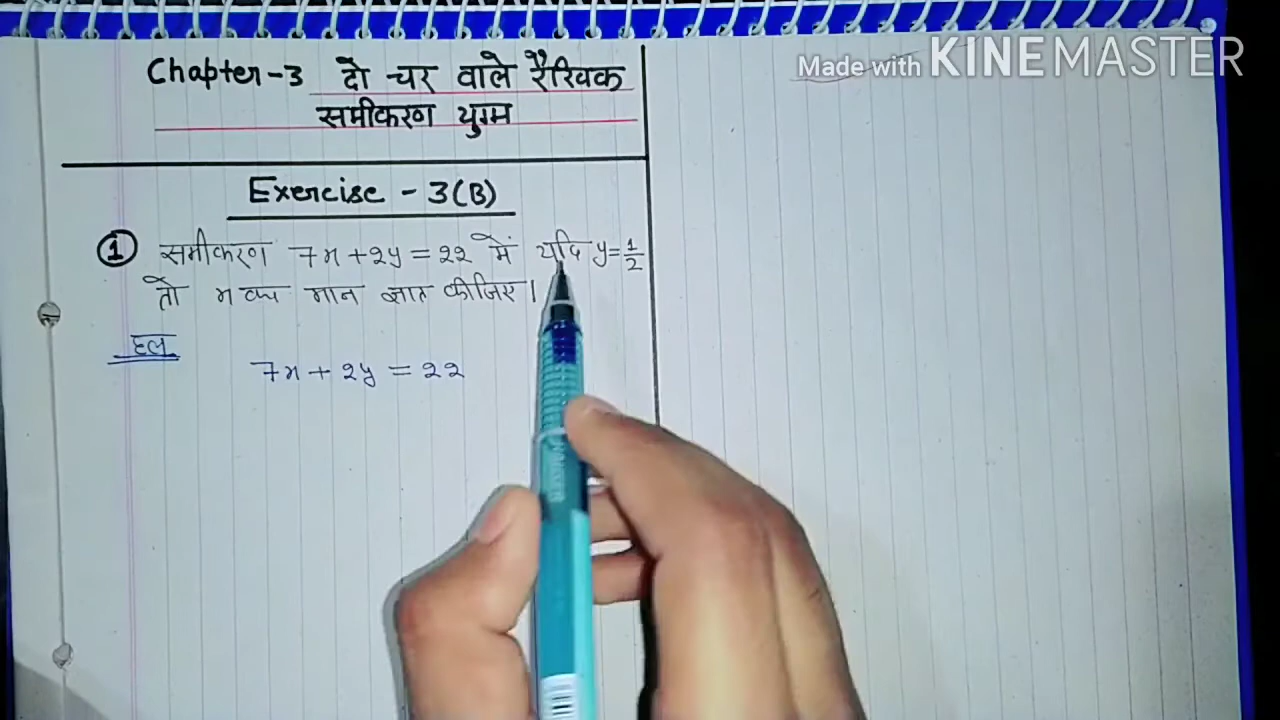 Chapter-3 दो चर वाले रैखिक
समीकरण युग्म
Made with KINEMASTER
Exercise - 3(B)
① समीकरण 7x + 2y = 22 में यदि y = 1/2
तो x का मान ज्ञात कीजिए।
हल
7x + 2y = 22